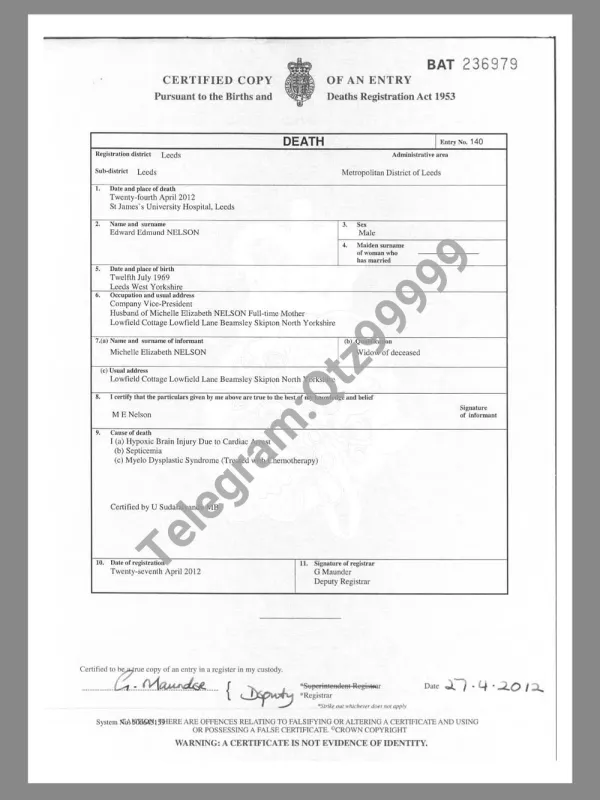 BAT 236979
CERTIFIED COPY OF AN ENTRY
Pursuant to the Births and Deaths Registration Act 1953
DEATH
Entry No. 140
Registration district Leeds
Administrative area
Sub-district Leeds
Metropolitan District of Leeds
1. Date and place of death
Twenty-fourth April 2012
St James's University Hospital, Leeds
2. Name and surname
Edward Edmund NELSON
3. Sex
Male
4. Maiden surname
of woman who
has married
5. Date and place of birth
Twelfth July 1969
Leeds West Yorkshire
6. Occupation and usual address
Company Vice-President
Husband of Michelle Elizabeth NELSON Full-time Mother
Lowfield Cottage Lowfield Lane Beamsley Skipton North Yorkshire
7.(a) Name and surname of informant
Michelle Elizabeth NELSON
(b) Qualification
Widow of deceased
(c) Usual address
Lowfield Cottage Lowfield Lane Beamsley Skipton North Yorkshire
8. I certify that the particulars given by me above are true to the best of my knowledge and belief
M E Nelson
Signature
of informant
9. Cause of death
I (a) Hypoxic Brain Injury Due to Cardiac Arrest
(b) Septicemia
(c) Myelo Dysplastic Syndrome (Treated with Chemotherapy)
Certified by U MB
10. Date of registration
Twenty-seventh April 2012
11. Signature of registrar
G Maunder
Deputy Registrar
Certified to be a true copy of an entry in a register in my custody.
G. Maunder { Deputy
*Superintendent Registrar
*Registrar
Date 27.4.2012
*Strike out whichever does not apply
System No
THERE ARE OFFENCES RELATING TO FALSIFYING OR ALTERING A CERTIFICATE AND USING
OR POSSESSING A FALSE CERTIFICATE. ©CROWN COPYRIGHT
WARNING: A CERTIFICATE IS NOT EVIDENCE OF IDENTITY.
Telegram:Qtz99999